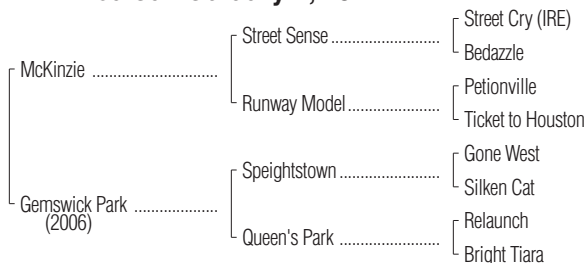 Street Cry (IRE)
Street Sense
Bedazzle
McKinzie
Petionville
Runway Model
Ticket to Houston
Gone West
Speightstown
Silken Cat
Gemswick Park
(2006)
Relaunch
Queen's Park
Bright Tiara